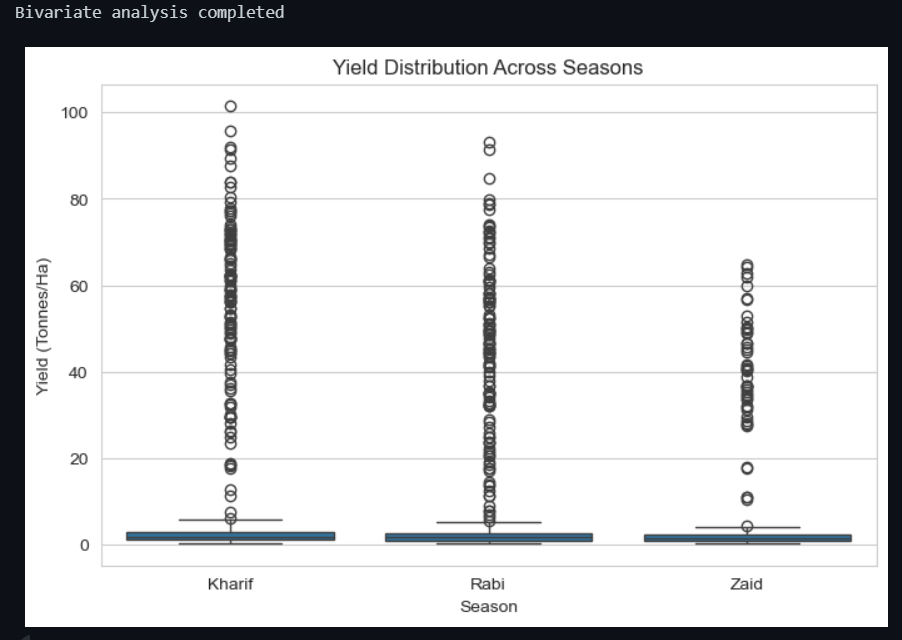 Bivariate analysis completed
Yield Distribution Across Seasons
100
80
60
40
20
0
Yield (Tonnes/Ha)
Kharif Rabi Zaid
Season